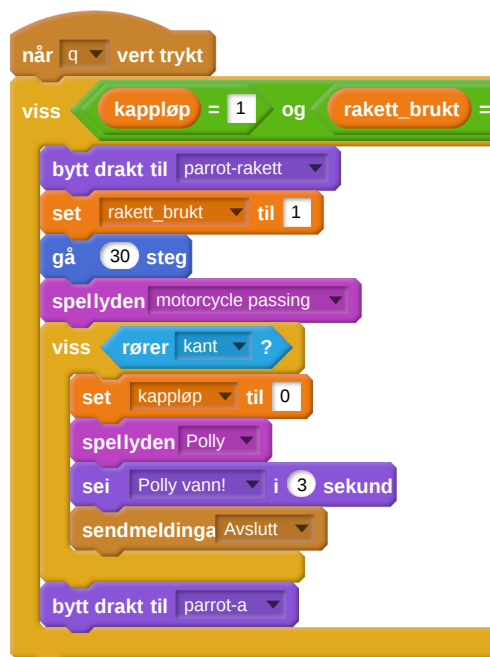 når q vert trykt
viss kappløp = 1 og rakett_brukt =
bytt drakt til parrot-rakett
set rakett_brukt til 1
gå 30 steg
spellyden motorcycle passing
viss rører kant ?
set kappløp til 0
spellyden Polly
sei Polly vann! i 3 sekund
sendmeldinga Avslutt
bytt drakt til parrot-a